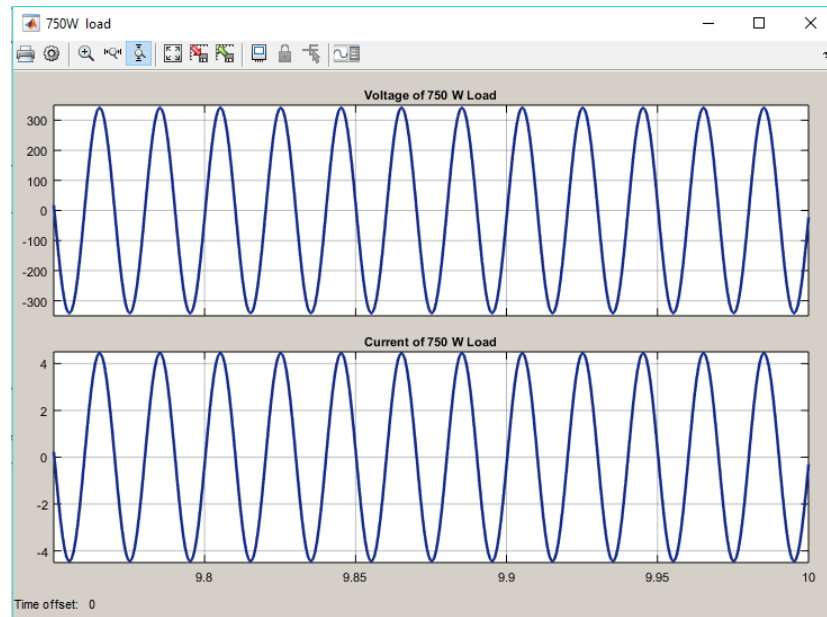 750W load
Voltage of 750 W Load
300
200
100
0
-100
-200
-300
Current of 750 W Load
4
2
0
-2
-4
9.8 9.85 9.9 9.95 10
Time offset: 0